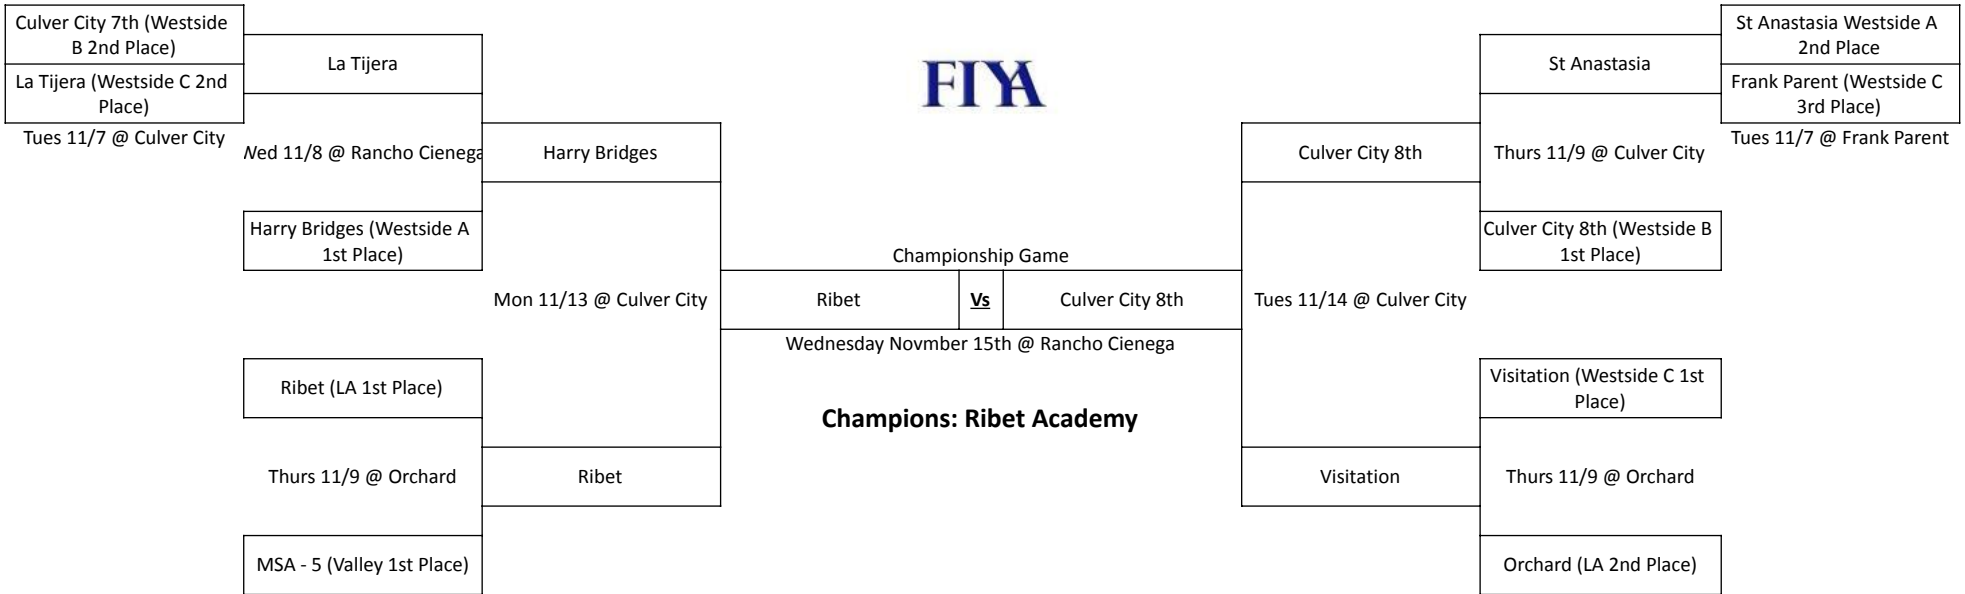 Culver City 7th (Westside
B 2nd Place)
La Tijera (Westside C 2nd
Place)
Tues 11/7 @ Culver City
La Tijera
Wed 11/8 @ Rancho Cienega
Harry Bridges (Westside A
1st Place)
Harry Bridges
Mon 11/13 @ Culver City
Ribet (LA 1st Place)
Thurs 11/9 @ Orchard
MSA - 5 (Valley 1st Place)
Ribet
FIYA
Championship Game
Ribet
Vs
Culver City 8th
Wednesday Novmber 15th @ Rancho Cienega
Champions: Ribet Academy
Culver City 8th
Tues 11/14 @ Culver City
Visitation
St Anastasia
Thurs 11/9 @ Culver City
Culver City 8th (Westside B
1st Place)
Visitation (Westside C 1st
Place)
Thurs 11/9 @ Orchard
Orchard (LA 2nd Place)
St Anastasia Westside A
2nd Place
Frank Parent (Westside C
3rd Place)
Tues 11/7 @ Frank Parent